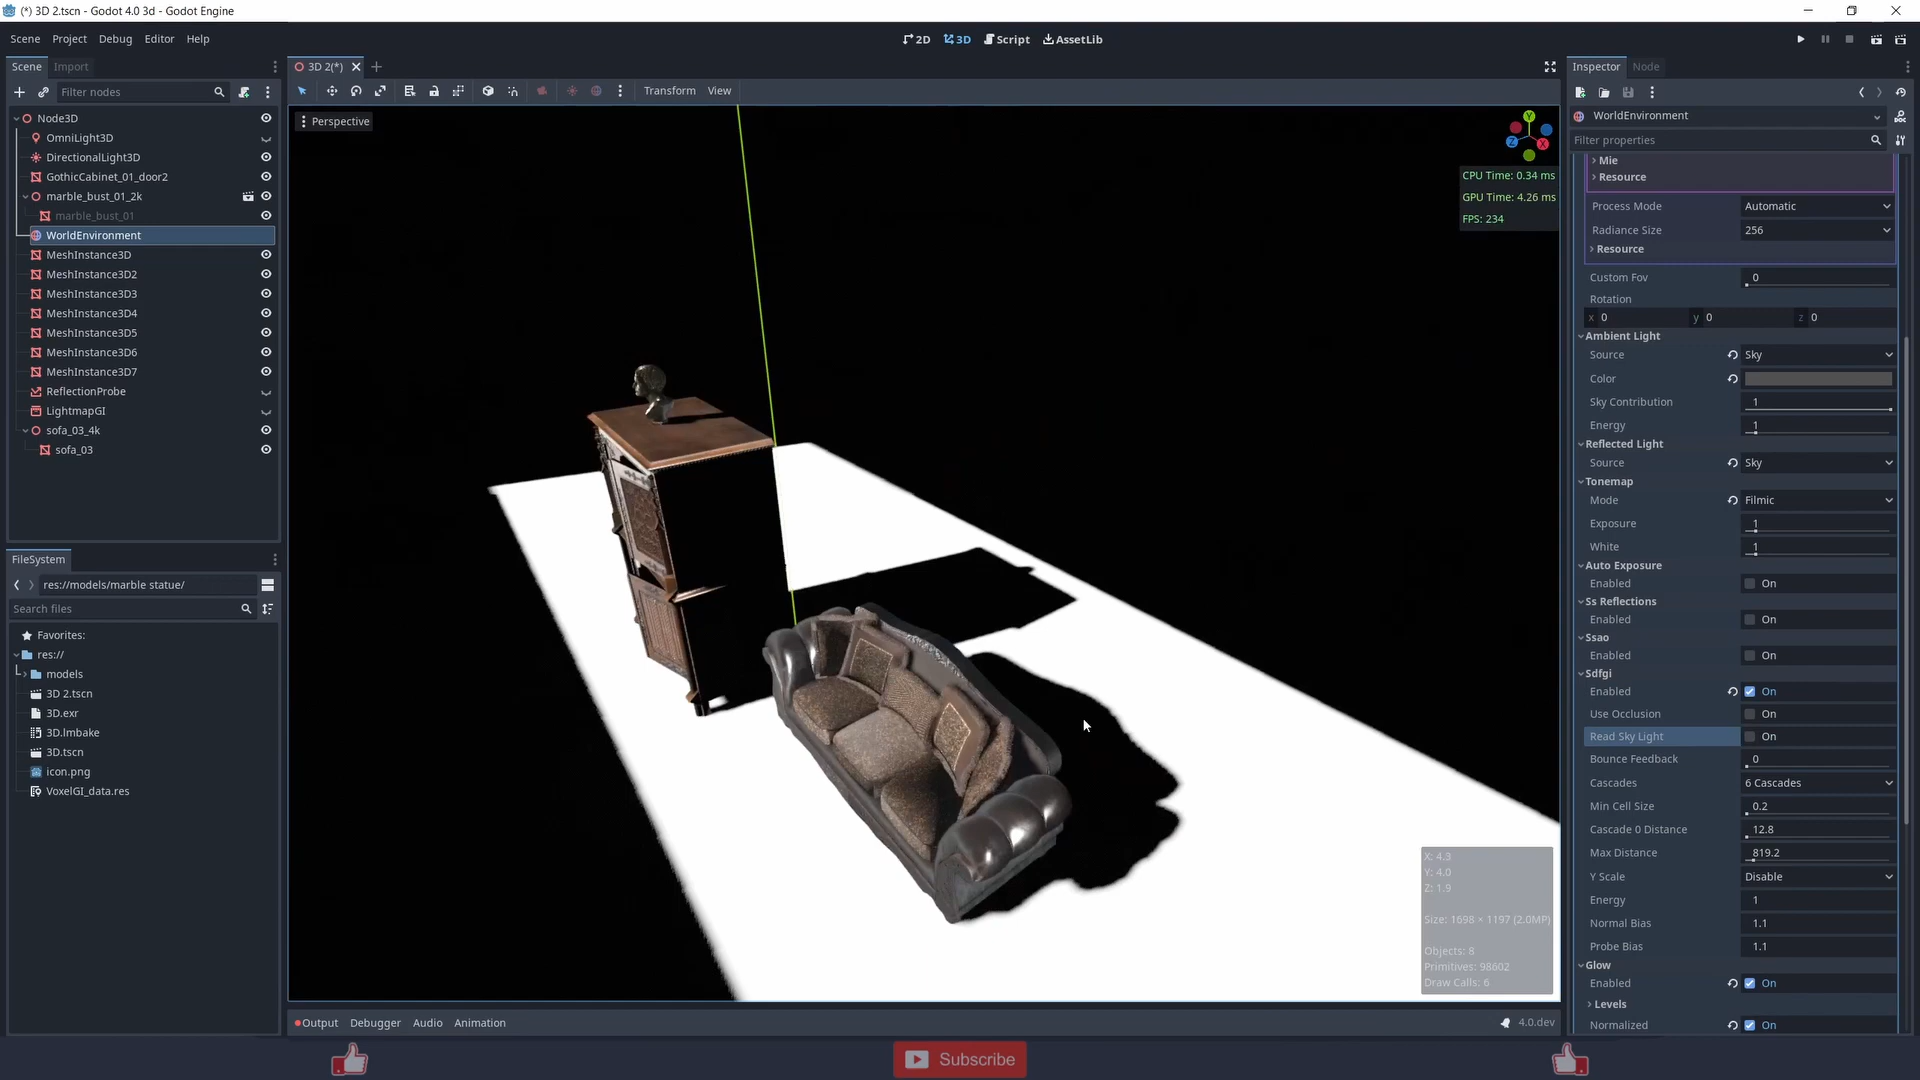 (*) 3D 2.tscn - Godot 4.0 3d - Godot Engine
Scene Project Debug Editor Help
2D 3D Script AssetLib
Scene Import
3D 2(*)
Inspector Node
Filter nodes
Transform View
WorldEnvironment
Filter properties
Node3D
OmniLight3D
DirectionalLight3D
GothicCabinet_01_door2
marble_bust_01_2k
marble_bust_01
WorldEnvironment
MeshInstance3D
MeshInstance3D2
MeshInstance3D3
MeshInstance3D4
MeshInstance3D5
MeshInstance3D6
MeshInstance3D7
ReflectionProbe
LightmapGI
sofa_03_4k
sofa_03
FileSystem
res://models/marble statue/
Search files
Favorites:
res://
models
3D 2.tscn
3D.exr
3D.lmbake
3D.tscn
icon.png
VoxelGI_data.res
Perspective
Y
Z
X
CPU Time: 0.34 ms
GPU Time: 4.26 ms
FPS: 234
X: 4.3
Y: 4.0
Z: 1.9
Size: 1698 × 1197 (2.0MP)
Objects: 8
Primitives: 98602
Draw Calls: 6
Output Debugger Audio Animation
4.0.dev
Mie
Resource
Process Mode Automatic
Radiance Size 256
Resource
Custom Fov 0
Rotation
x 0 y 0 z 0
Ambient Light
Source Sky
Color
Sky Contribution 1
Energy 1
Reflected Light
Source Sky
Tonemap
Mode Filmic
Exposure 1
White 1
Auto Exposure
Enabled On
Ss Reflections
Enabled On
Ssao
Enabled On
Sdfgi
Enabled On
Use Occlusion On
Read Sky Light On
Bounce Feedback 0
Cascades 6 Cascades
Min Cell Size 0.2
Cascade 0 Distance 12.8
Max Distance 819.2
Y Scale Disable
Energy 1
Normal Bias 1.1
Probe Bias 1.1
Glow
Enabled On
Levels
Normalized On
Subscribe